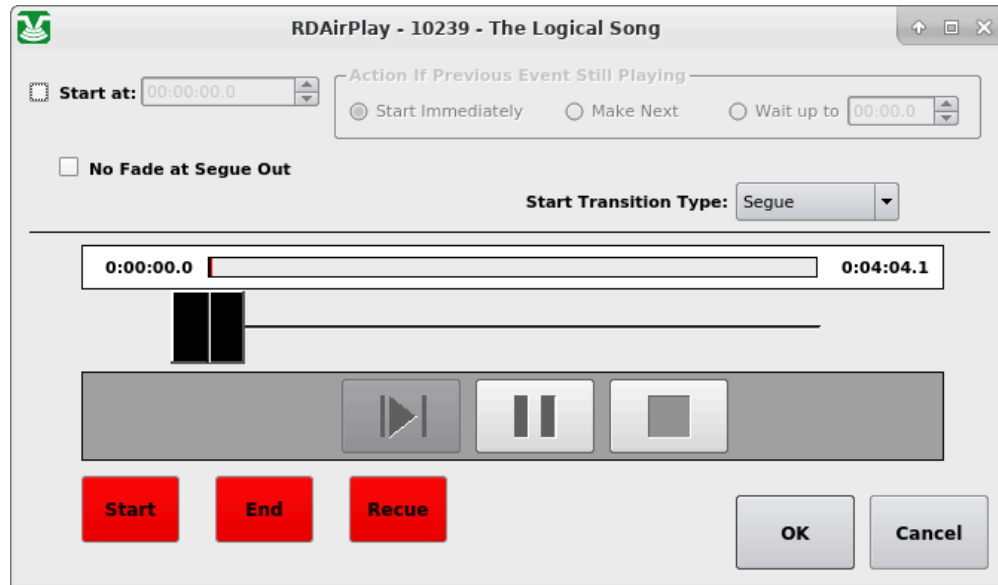 RDAirPlay - 10239 - The Logical Song
Action If Previous Event Still Playing
Start at: 00:00:00.0
Start Immediately Make Next Wait up to 00:00.0
No Fade at Segue Out
Start Transition Type: Segue
0:00:00.0 0:04:04.1
Start End Recue
OK Cancel